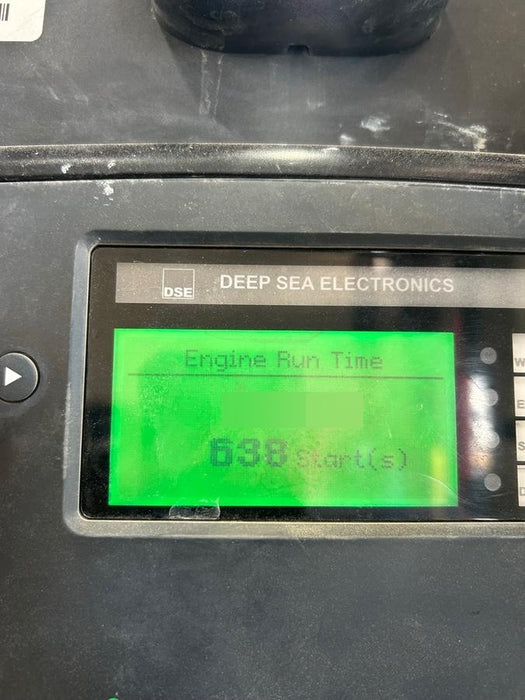 DSE
DEEP SEA ELECTRONICS
Engine Run Time
638 Start(s)
W
E
S
D